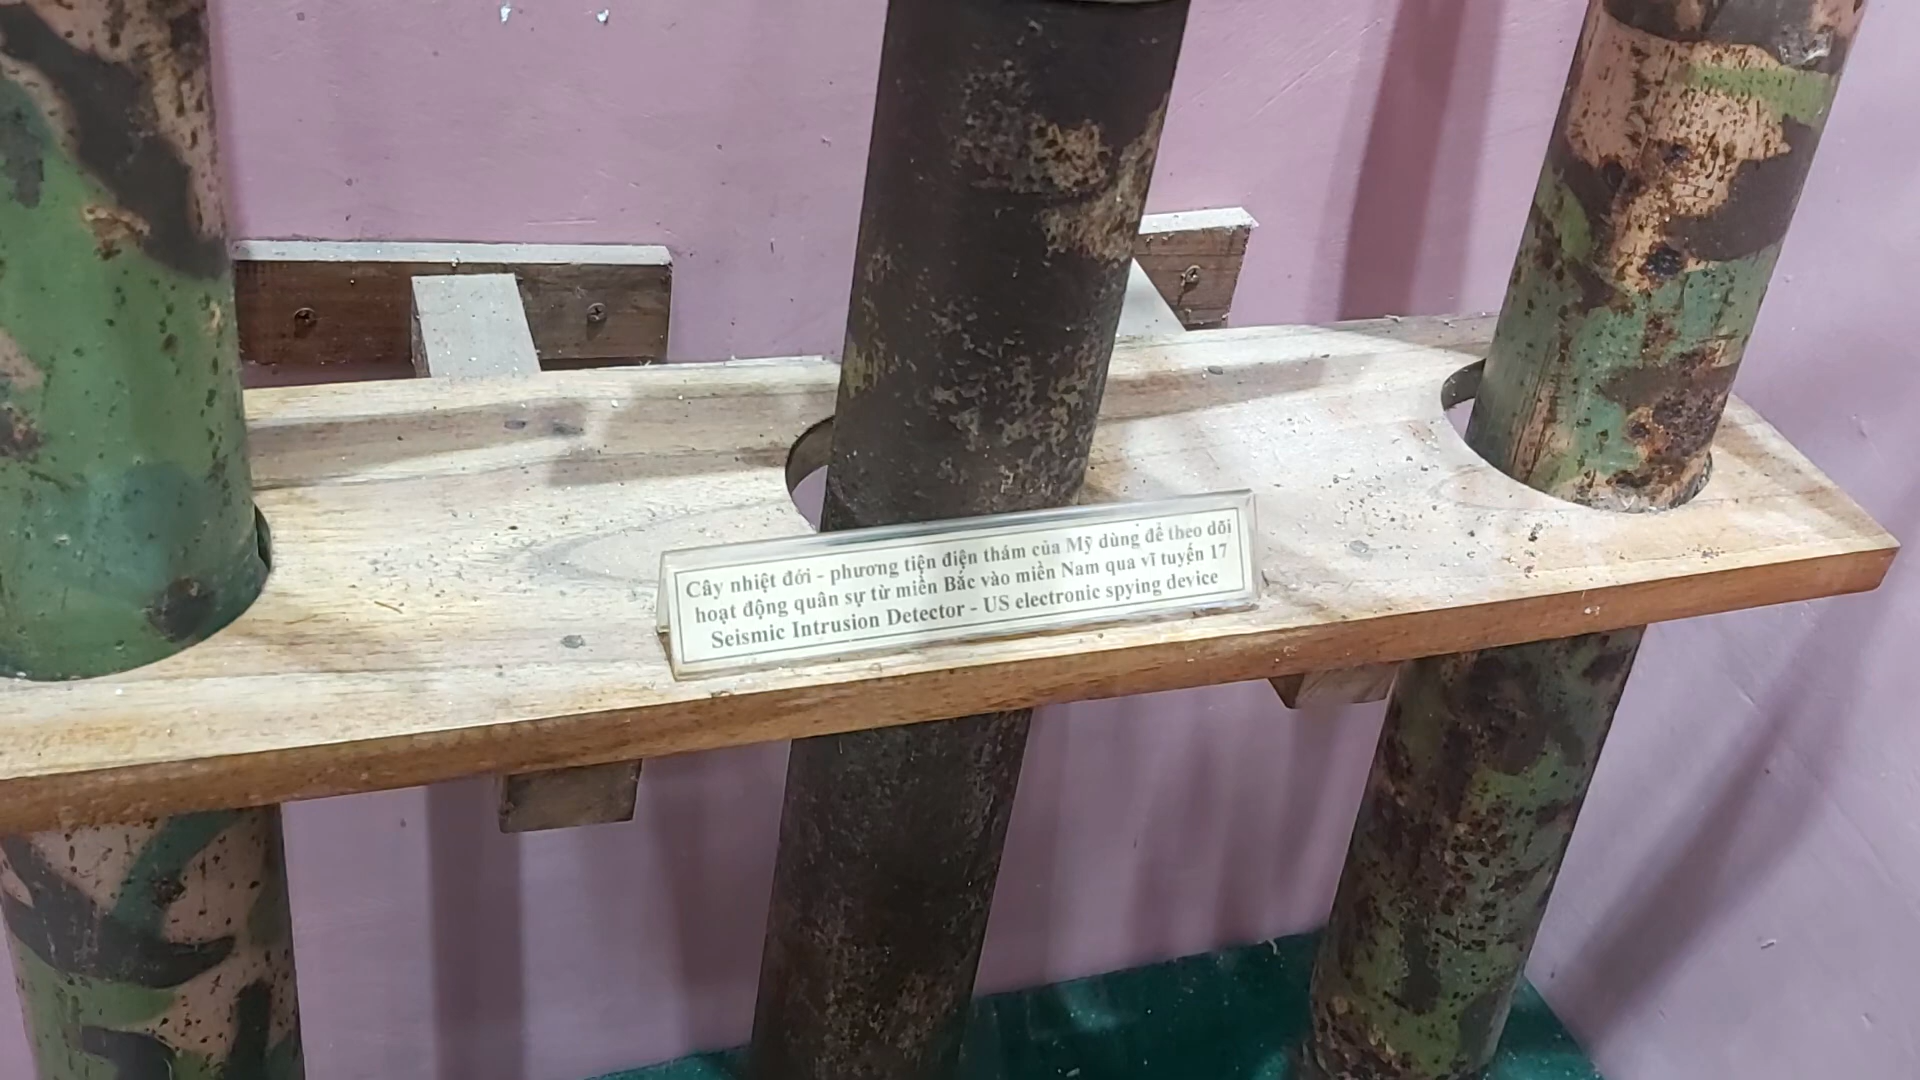 Cây nhiệt đới - phương tiện điện thám của Mỹ dùng để theo dõi
hoạt động quân sự từ miền Bắc vào miền Nam qua vĩ tuyến 17
Seismic Intrusion Detector - US electronic spying device